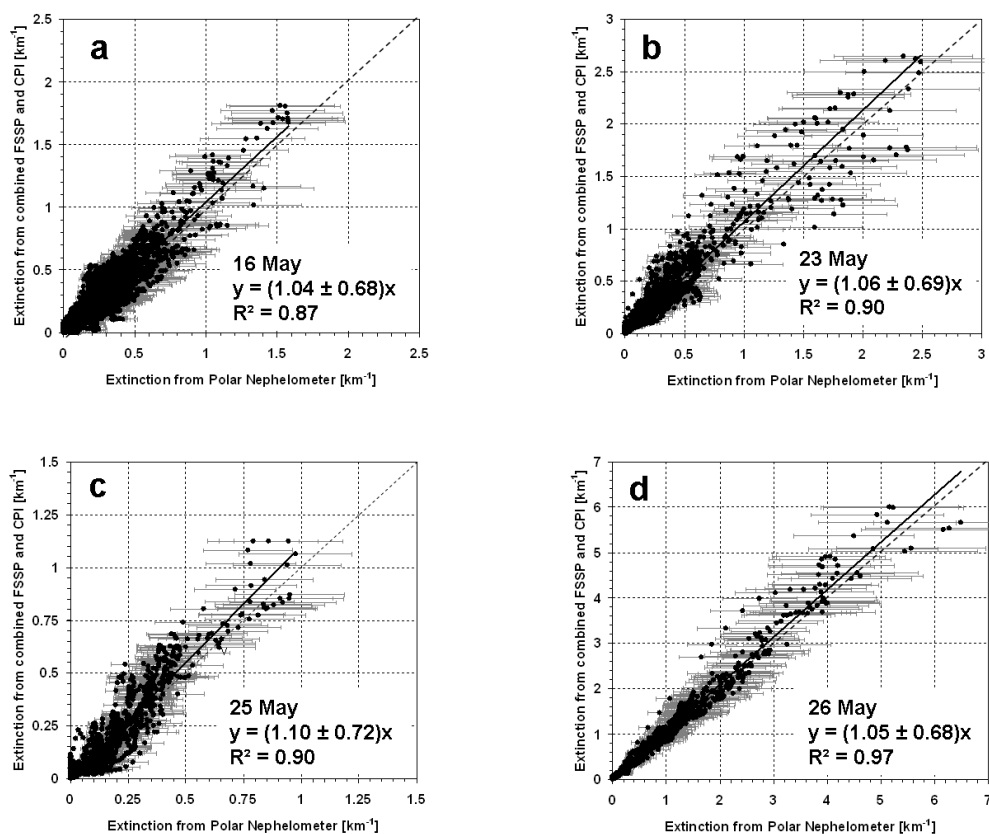 a
Extinction from combined FSSP and CPI [km⁻¹]
2.5
2
1.5
1
0.5
0
16 May
y = (1.04 ± 0.68)x
R² = 0.87
0 0.5 1 1.5 2 2.5
Extinction from Polar Nephelometer [km⁻¹]
b
Extinction from combined FSSP and CPI [km⁻¹]
3
2.5
2
1.5
1
0.5
0
23 May
y = (1.06 ± 0.69)x
R² = 0.90
0 0.5 1 1.5 2 2.5 3
Extinction from Polar Nephelometer [km⁻¹]
c
Extinction from combined FSSP and CPI [km⁻¹]
1.5
1.25
1
0.75
0.5
0.25
0
25 May
y = (1.10 ± 0.72)x
R² = 0.90
0 0.25 0.5 0.75 1 1.25 1.5
Extinction from Polar Nephelometer [km⁻¹]
d
Extinction from combined FSSP and CPI [km⁻¹]
7
6
5
4
3
2
1
0
26 May
y = (1.05 ± 0.68)x
R² = 0.97
0 1 2 3 4 5 6 7
Extinction from Polar Nephelometer [km⁻¹]